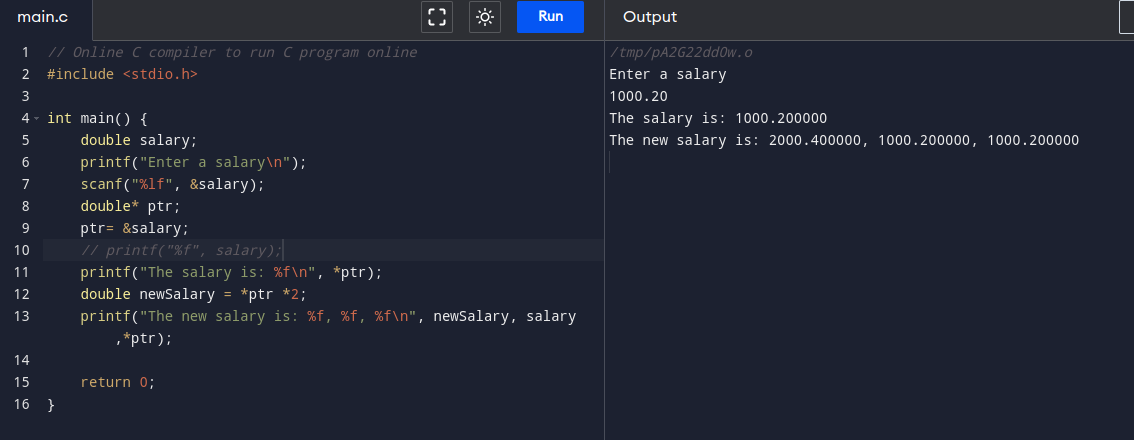 main.c
Run
Output
1 // Online C compiler to run C program online
2 #include <stdio.h>
3
4 int main() {
5 double salary;
6 printf("Enter a salary\n");
7 scanf("%lf", &salary);
8 double* ptr;
9 ptr= &salary;
10 // printf("%f", salary);
11 printf("The salary is: %f\n", *ptr);
12 double newSalary = *ptr *2;
13 printf("The new salary is: %f, %f, %f\n", newSalary, salary
,*ptr);
14
15 return 0;
16 }
/tmp/pA2G22ddOw.o
Enter a salary
1000.20
The salary is: 1000.200000
The new salary is: 2000.400000, 1000.200000, 1000.200000